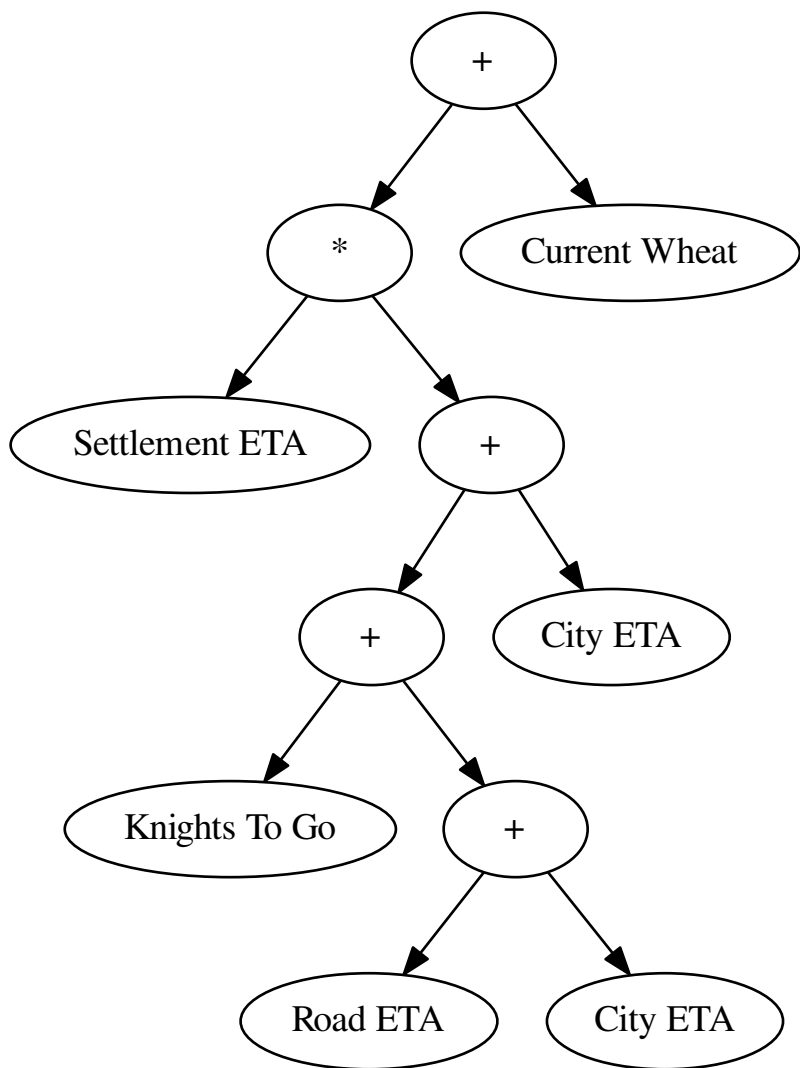 +
*
Current Wheat
Settlement ETA
+
+
City ETA
Knights To Go
+
Road ETA
City ETA